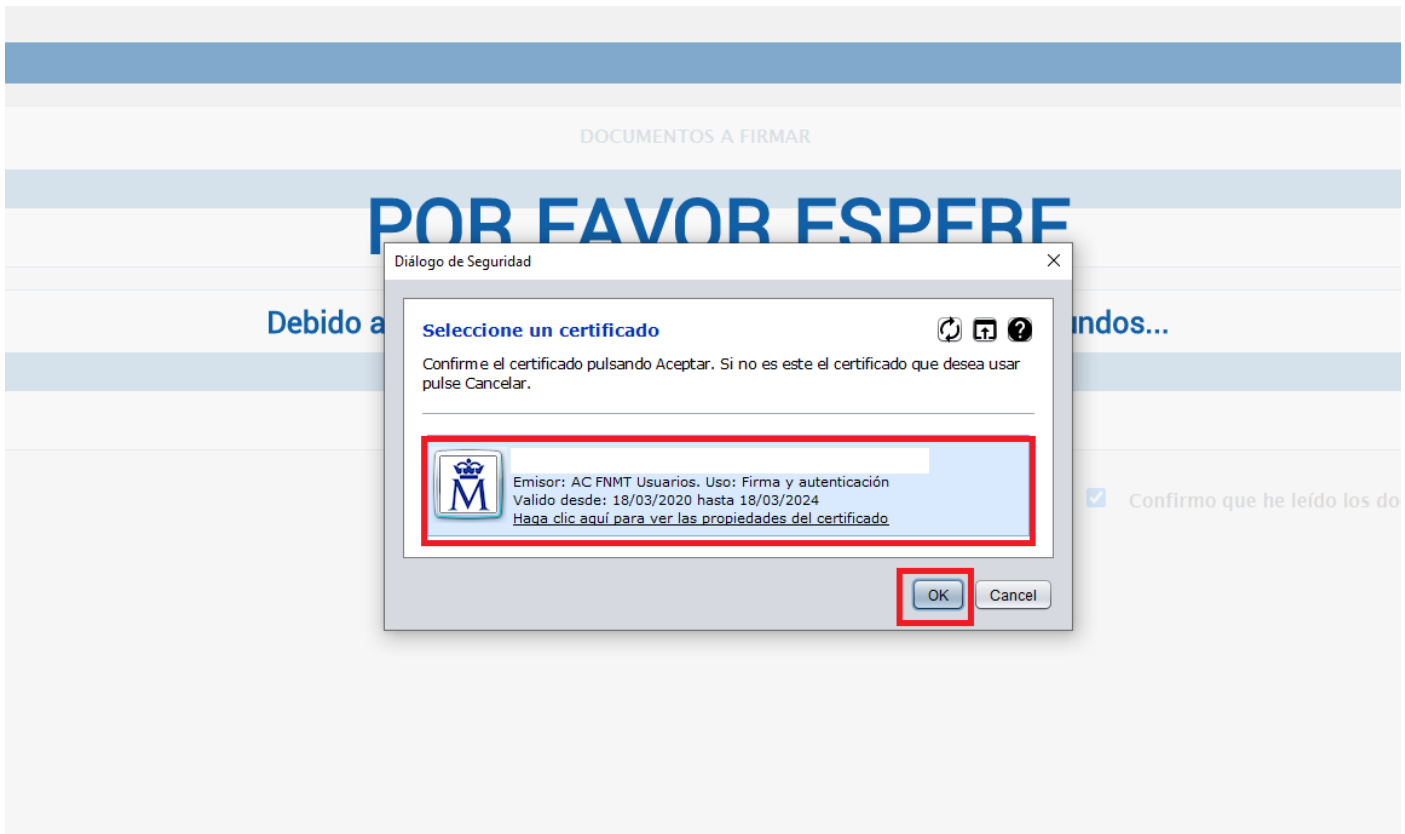 DOCUMENTOS A FIRMAR
POR FAVOR ESPERE
Diálogo de Seguridad
Debido a
ndos...
Seleccione un certificado
Confirme el certificado pulsando Aceptar. Si no es este el certificado que desea usar
pulse Cancelar.
Emisor: AC FNMT Usuarios. Uso: Firma y autenticación
Valido desde: 18/03/2020 hasta 18/03/2024
Haga clic aquí para ver las propiedades del certificado
Confirmo que he leído los do
OK
Cancel